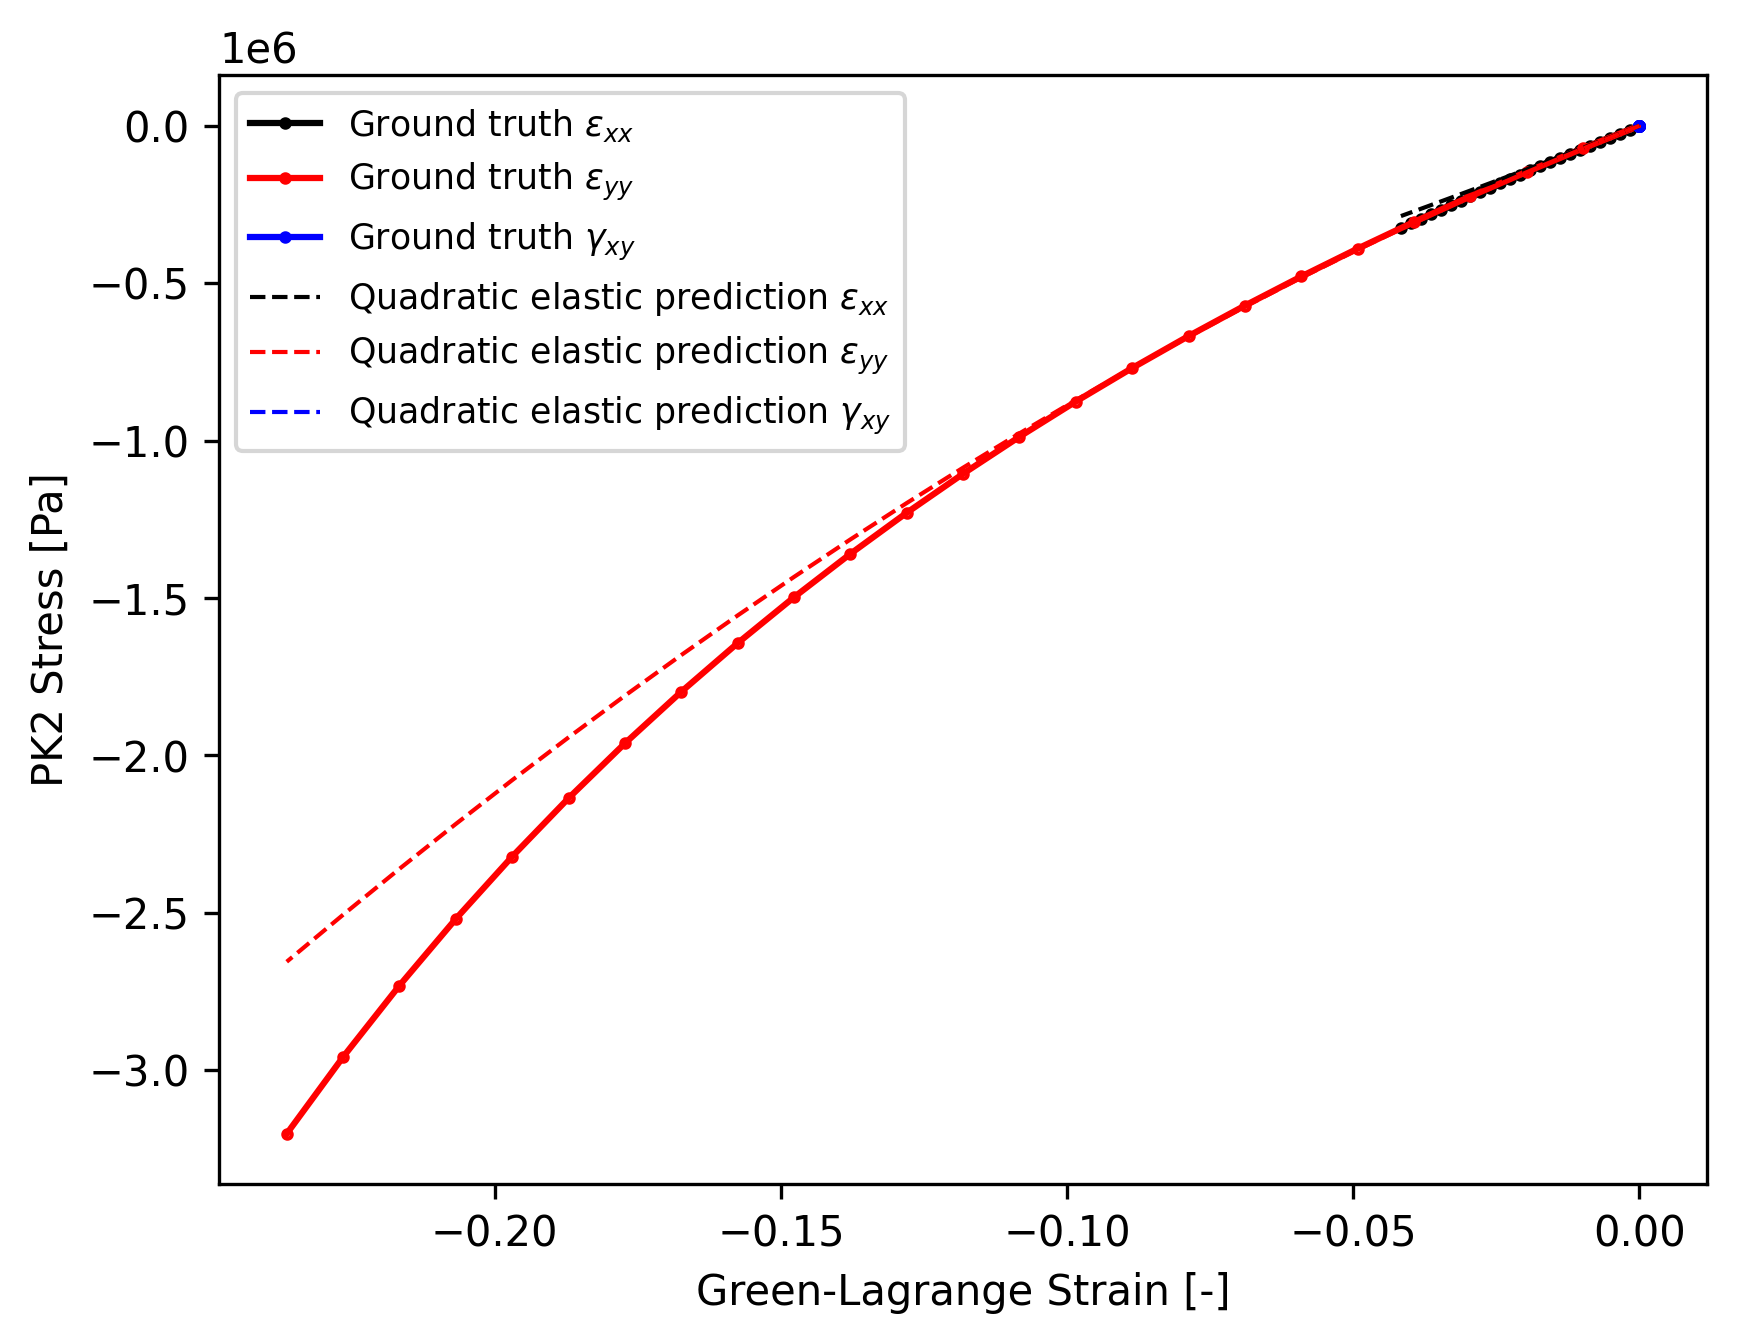 1e6
0.0
−0.5
−1.0
−1.5
−2.0
−2.5
−3.0
PK2 Stress [Pa]
Ground truth εxx
Ground truth εyy
Ground truth γxy
Quadratic elastic prediction εxx
Quadratic elastic prediction εyy
Quadratic elastic prediction γxy
−0.20 −0.15 −0.10 −0.05 0.00
Green-Lagrange Strain [-]